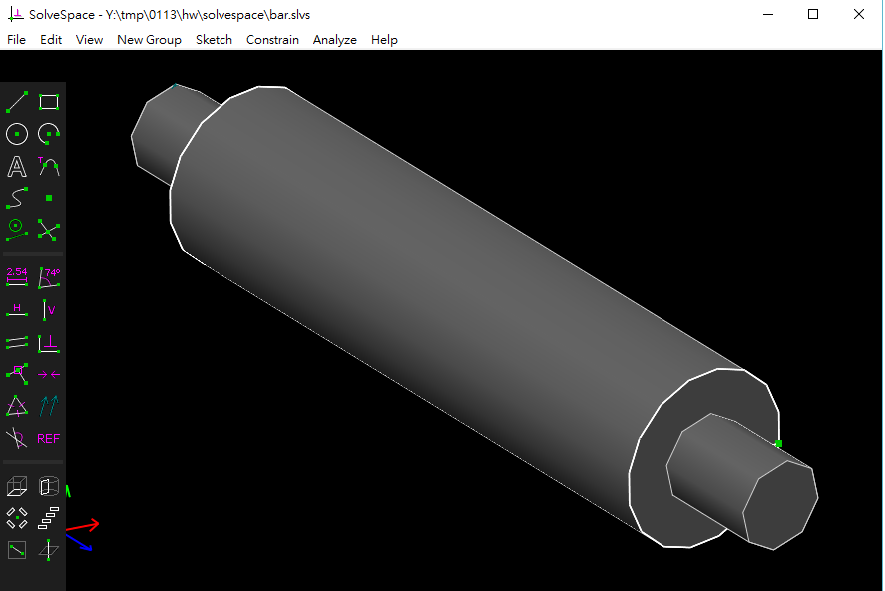 SolveSpace - Y:\tmp\0113\hw\solvespace\bar.slvs
File Edit View New Group Sketch Constrain Analyze Help
A T
2.54 74°
H V
REF